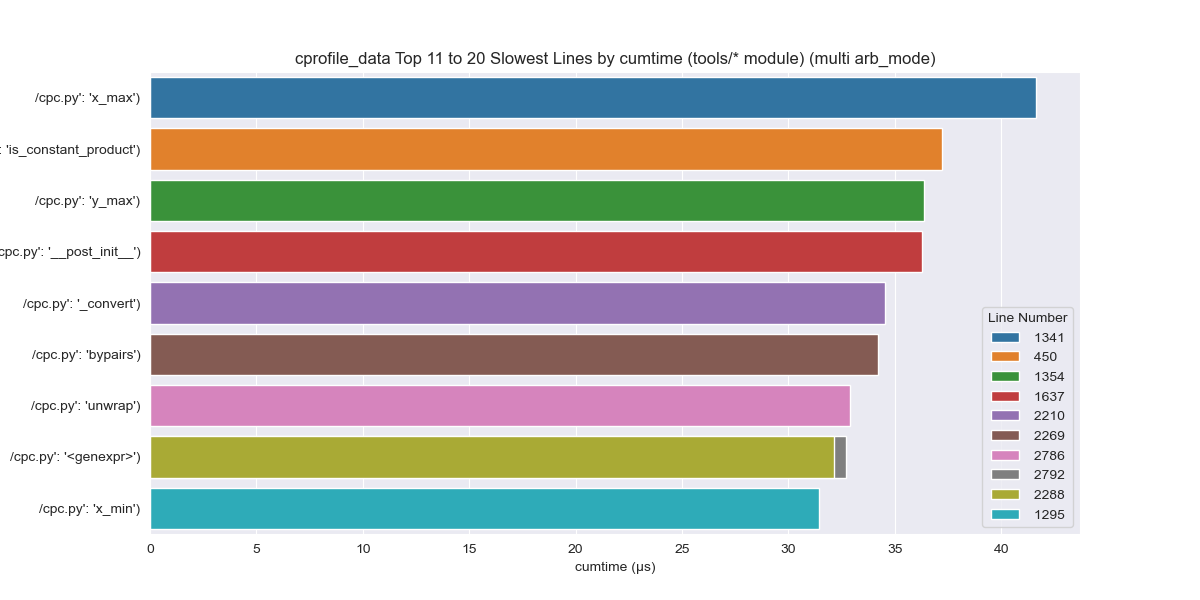 cprofile_data Top 11 to 20 Slowest Lines by cumtime (tools/* module) (multi arb_mode)
/cpc.py': 'x_max')
: 'is_constant_product')
/cpc.py': 'y_max')
cpc.py': '__post_init__')
/cpc.py': '_convert')
/cpc.py': 'bypairs')
/cpc.py': 'unwrap')
/cpc.py': '<genexpr>')
/cpc.py': 'x_min')
Line Number
1341
450
1354
1637
2210
2269
2786
2792
2288
1295
0 5 10 15 20 25 30 35 40
cumtime (µs)